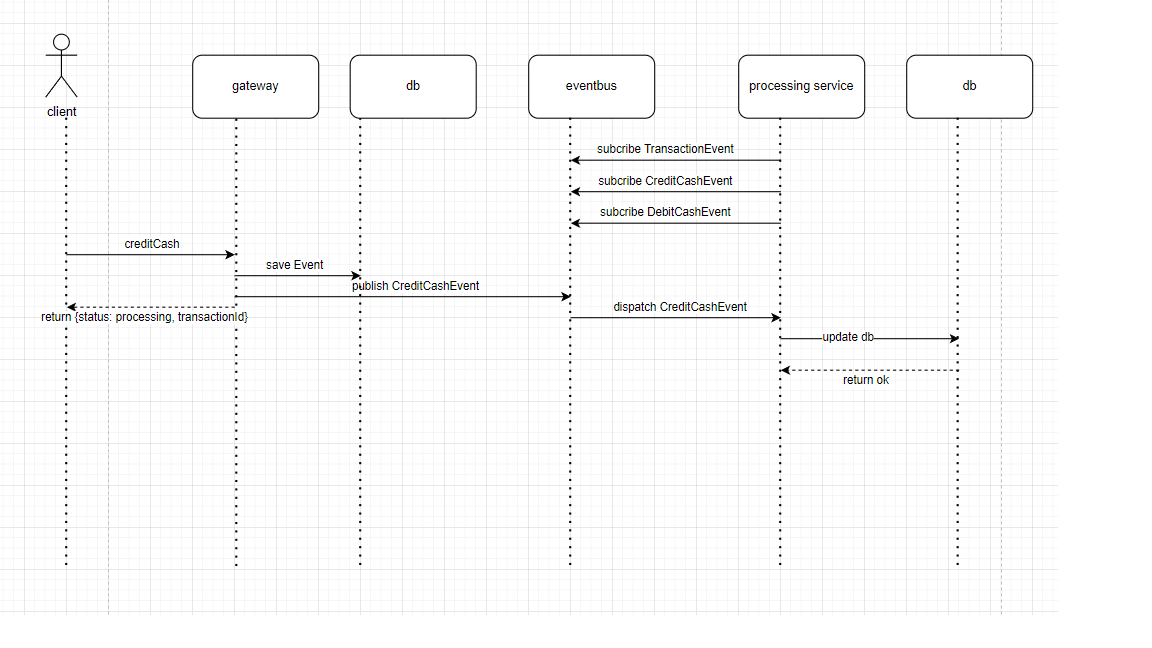 client
gateway
db
eventbus
processing service
db
subcribe TransactionEvent
subcribe CreditCashEvent
subcribe DebitCashEvent
creditCash
save Event
publish CreditCashEvent
dispatch CreditCashEvent
return {status: processing, transactionId}
update db
return ok